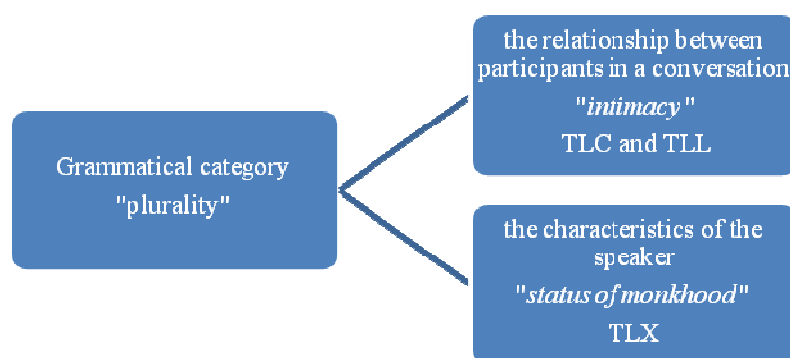 Grammatical category
"plurality"
the relationship between
participants in a conversation
"intimacy "
TLC and TLL
the characteristics of the
speaker
"status of monkhood"
TLX